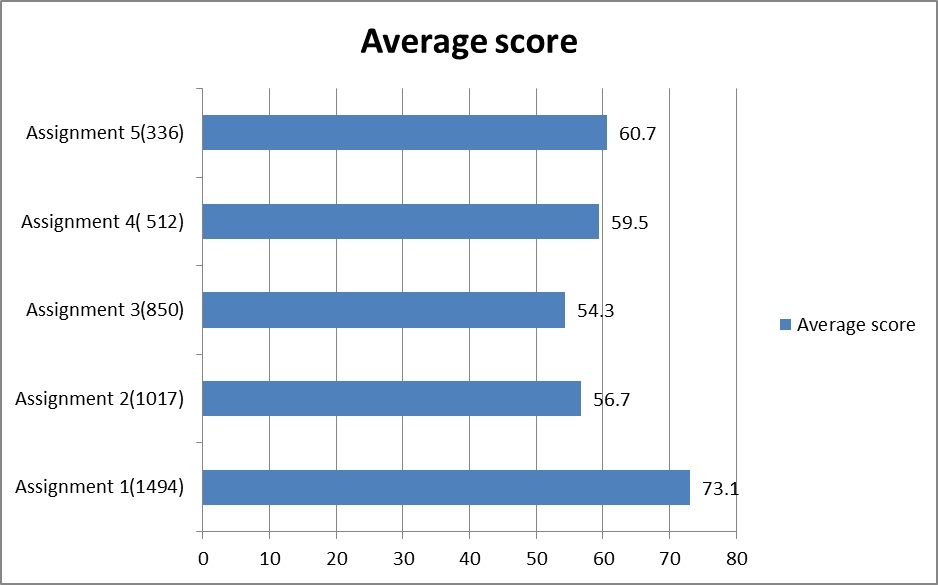 Average score
Assignment 5(336)
60.7
Assignment 4( 512)
59.5
Assignment 3(850)
54.3
Average score
Assignment 2(1017)
56.7
Assignment 1(1494)
73.1
0 10 20 30 40 50 60 70 80